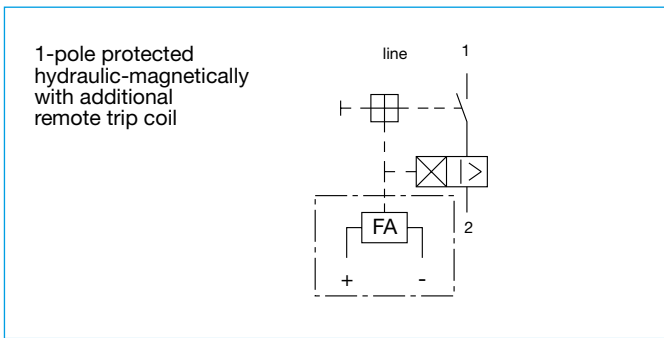 1-pole protected
hydraulic-magnetically
with additional
remote trip coil
line
1
I>
2
FA
+ -